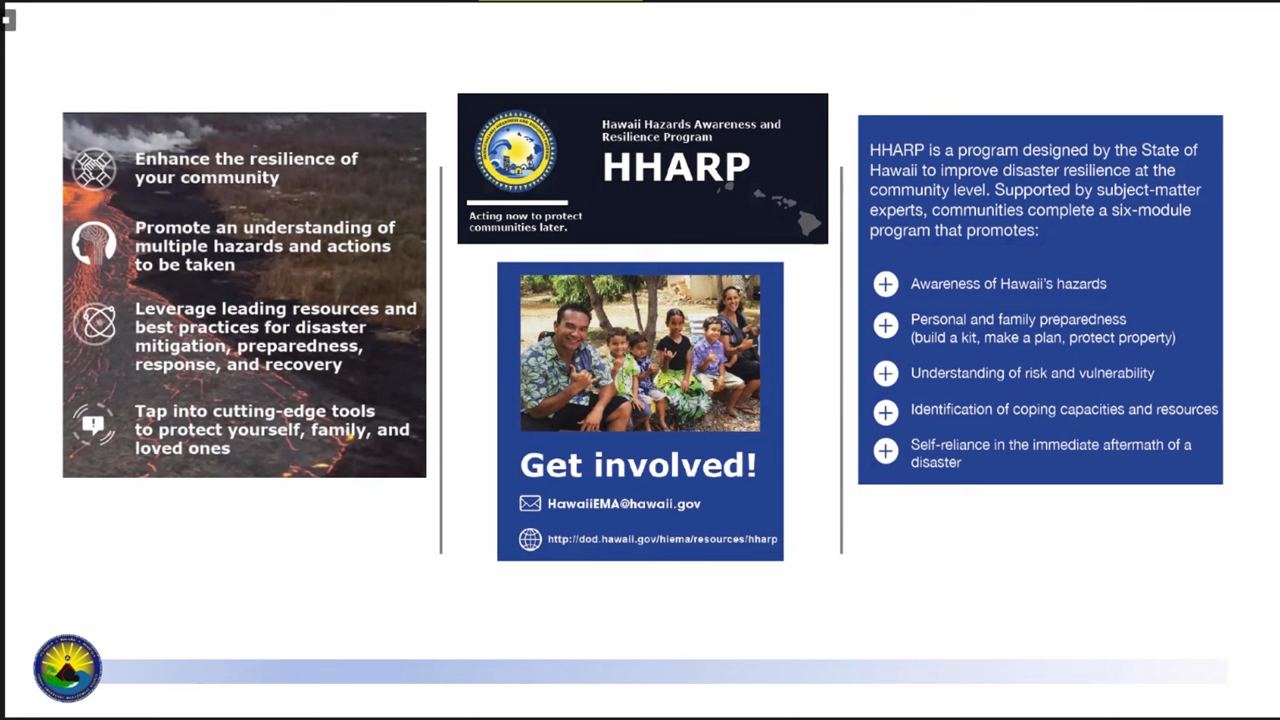 Enhance the resilience of
your community
Promote an understanding of
multiple hazards and actions
to be taken
Leverage leading resources and
best practices for disaster
mitigation, preparedness,
response, and recovery
Tap into cutting-edge tools
to protect yourself, family, and
loved ones
Hawaii Hazards Awareness and
Resilience Program
HHARP
Acting now to protect
communities later.
Get involved!
HawaiiEMA@hawaii.gov
http://dod.hawaii.gov/hiema/resources/hharp
HHARP is a program designed by the State of
Hawaii to improve disaster resilience at the
community level. Supported by subject-matter
experts, communities complete a six-module
program that promotes:
Awareness of Hawaii's hazards
Personal and family preparedness
(build a kit, make a plan, protect property)
Understanding of risk and vulnerability
Identification of coping capacities and resources
Self-reliance in the immediate aftermath of a
disaster